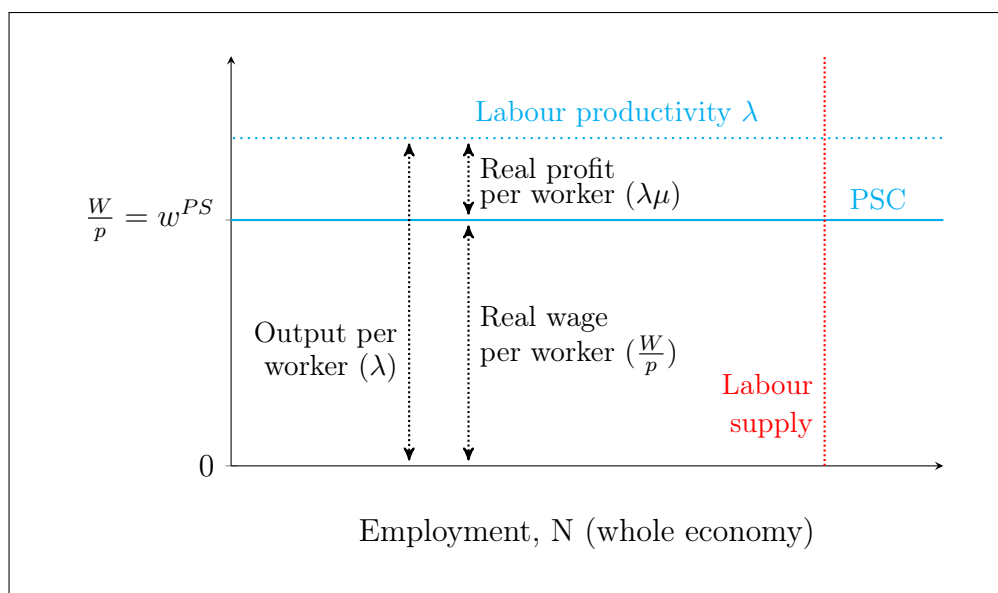 Labour productivity λ
Real profit
per worker (λμ)
PSC
W/p = w^{PS}
Output per
worker (λ)
Real wage
per worker (W/p)
Labour
supply
0
Employment, N (whole economy)